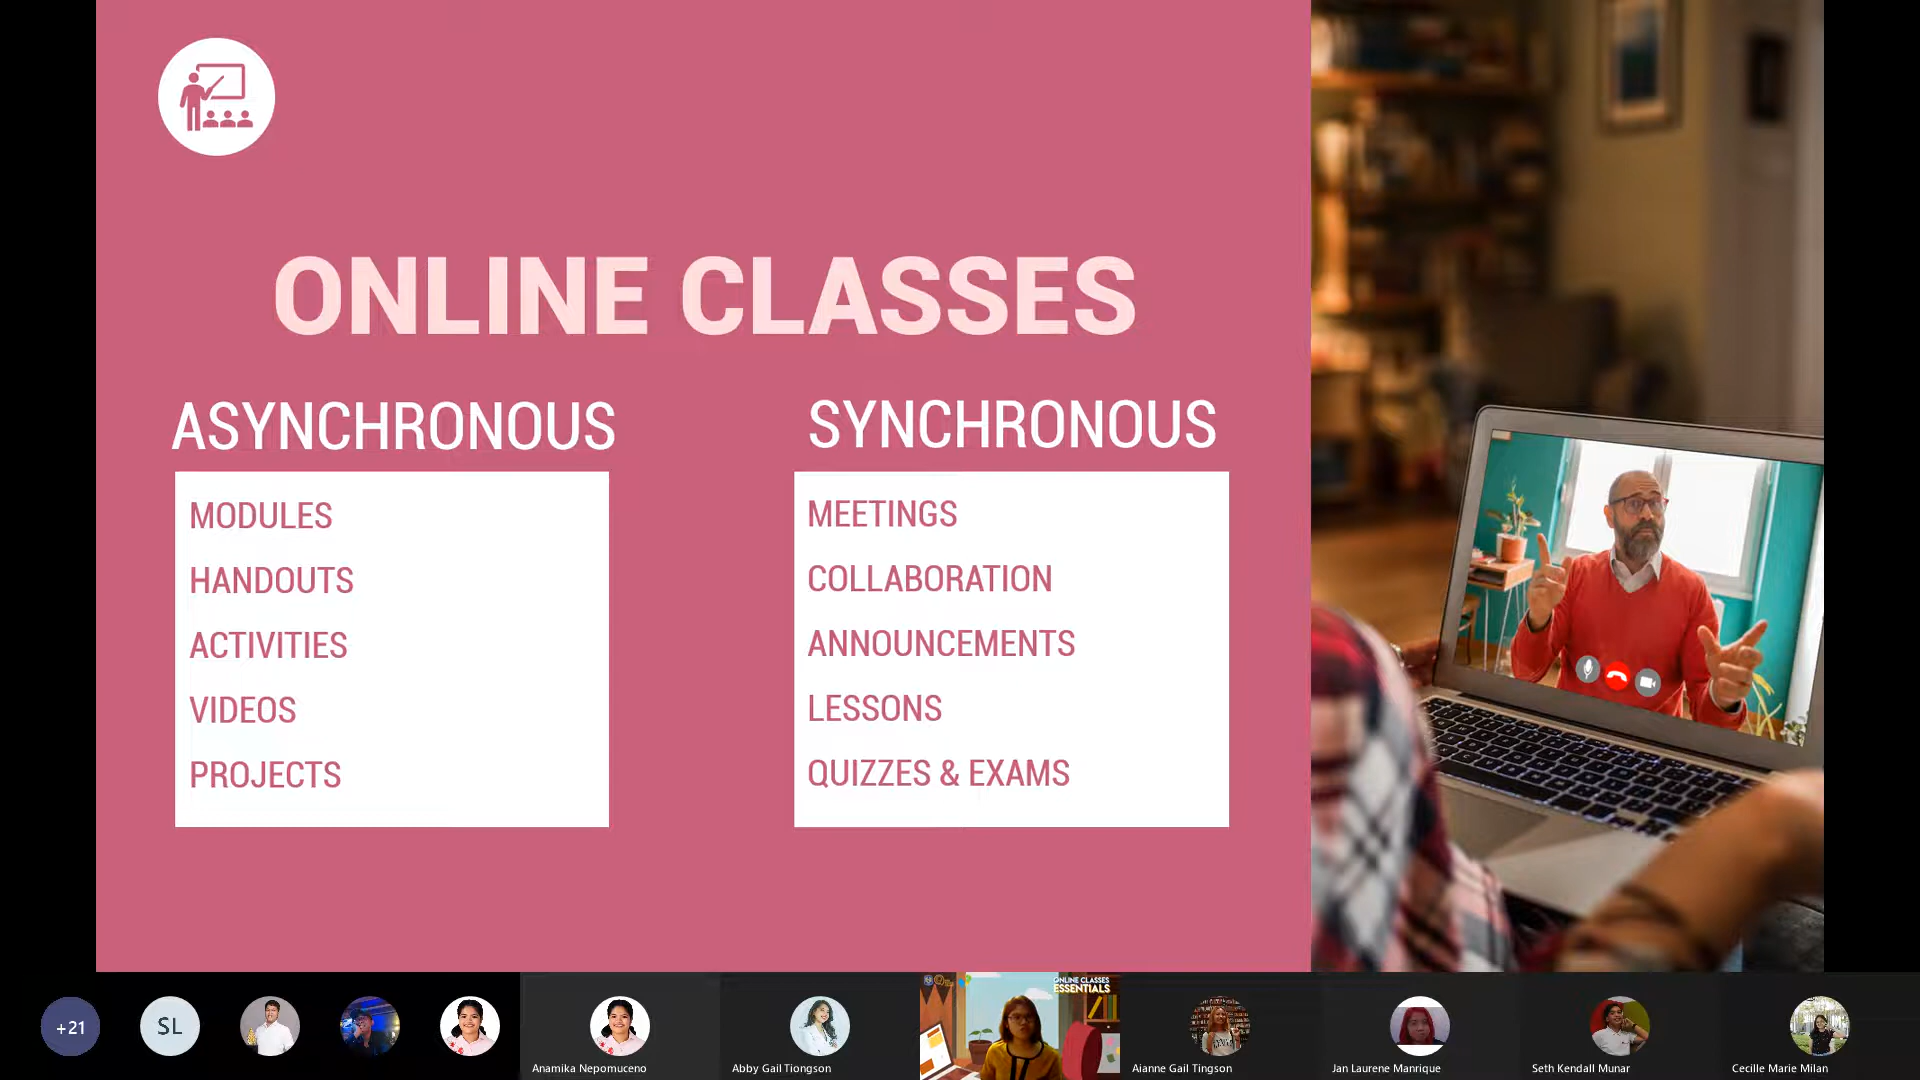 ONLINE CLASSES
ASYNCHRONOUS
MODULES
HANDOUTS
ACTIVITIES
VIDEOS
PROJECTS
SYNCHRONOUS
MEETINGS
COLLABORATION
ANNOUNCEMENTS
LESSONS
QUIZZES & EXAMS
+21
SL
Anamika Nepomuceno
Abby Gail Tiongson
ONLINE CLASSES
ESSENTIALS
Aianne Gail Tingson
Jan Laurene Manrique
Seth Kendall Munar
Cecille Marie Milan